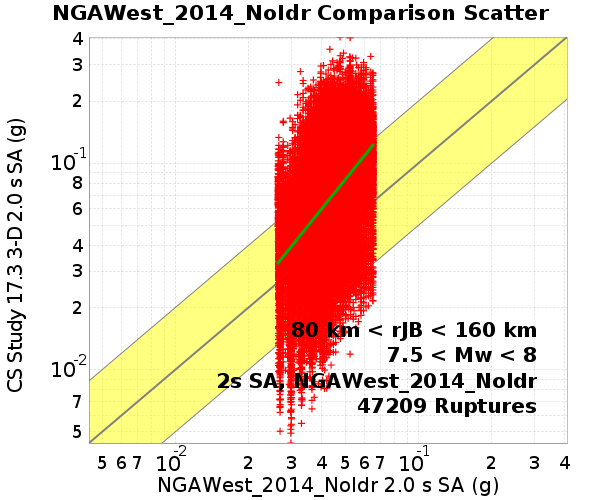 NGAWest_2014_NoIdr Comparison Scatter
4
3
2
10-1
8
6
4
3
2
10-2
7
5
CS Study 17.3 3-D 2.0 s SA (g)
80 km < rJB < 160 km
7.5 < Mw < 8
2s SA, NGAWest_2014_NoIdr
47209 Ruptures
5 6 7 10-2 2 3 4 5 6 7 10-1 2 3 4
NGAWest_2014_NoIdr 2.0 s SA (g)